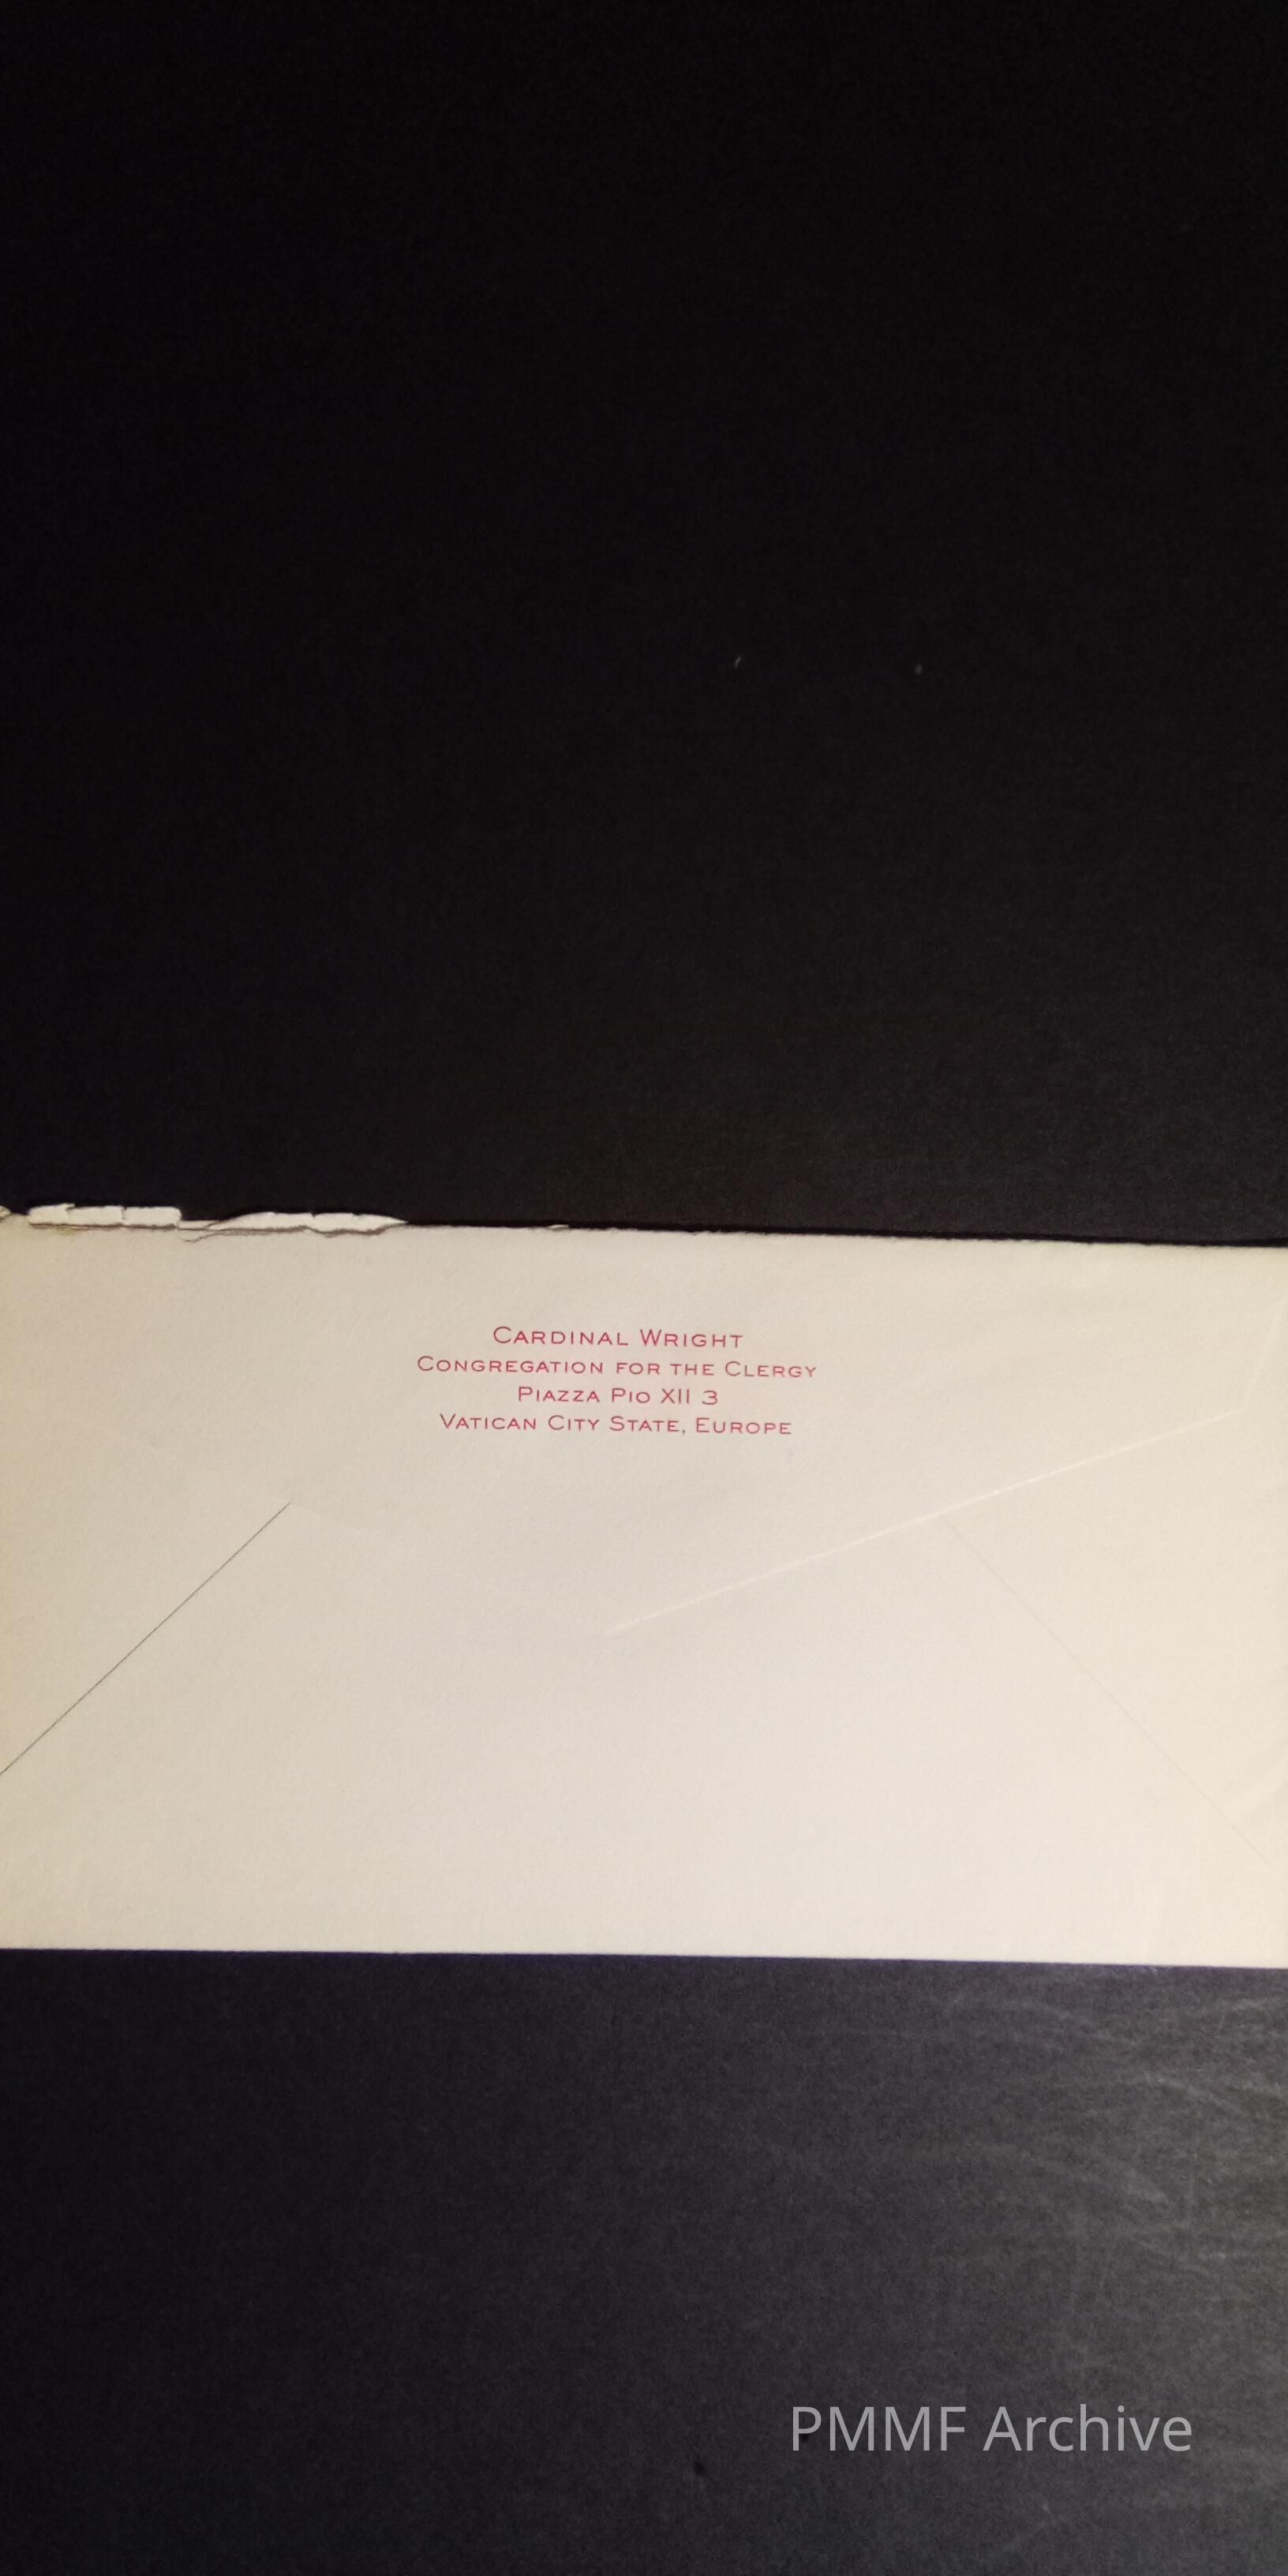 Cardinal Wright
Congregation for the Clergy
Piazza Pio XII 3
Vatican City State, Europe
PMMF Archive